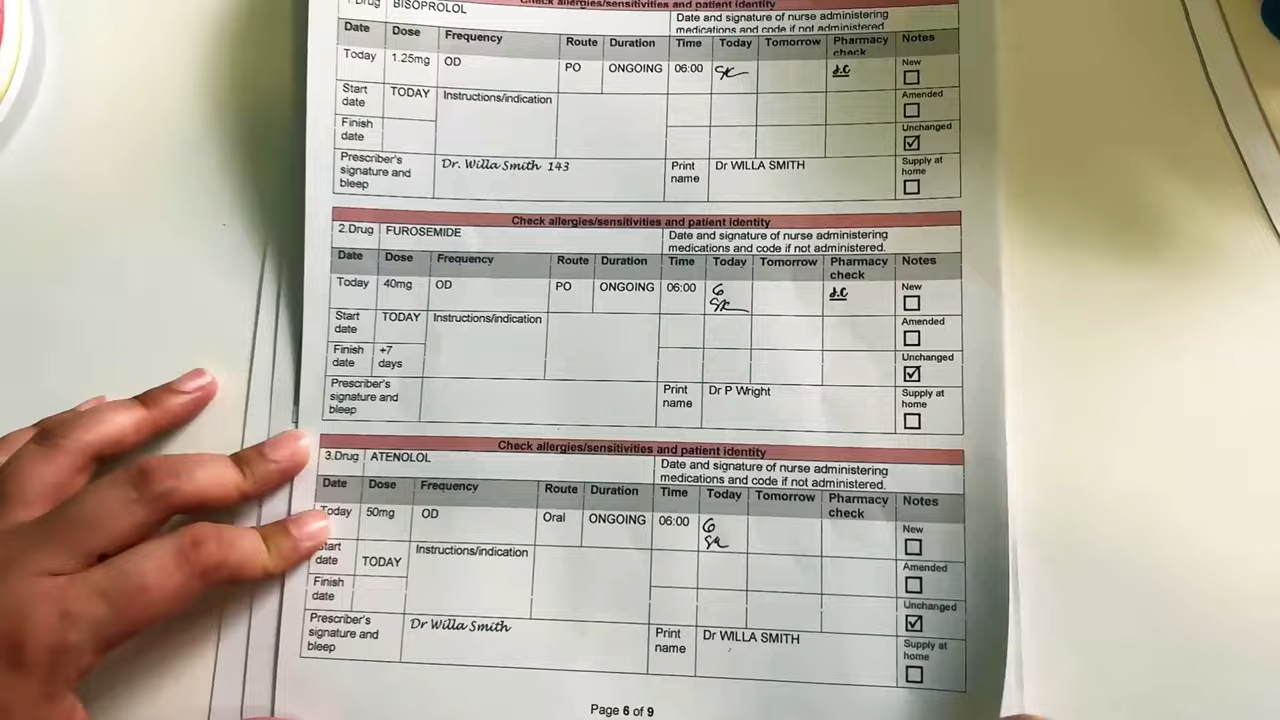 Check allergies/sensitivities and patient identity
1.Drug BISOPROLOL Date and signature of nurse administering
medications and code if not administered
Date Dose Frequency Route Duration Time Today Tomorrow Pharmacy check Notes
Today 1.25mg OD PO ONGOING 06:00 J.C New
Start date TODAY Instructions/indication Amended
Finish date Unchanged
Prescriber's signature and bleep Dr. Willa Smith 143 Print name Dr WILLA SMITH Supply at home
Check allergies/sensitivities and patient identity
2.Drug FUROSEMIDE Date and signature of nurse administering
medications and code if not administered.
Date Dose Frequency Route Duration Time Today Tomorrow Pharmacy check Notes
Today 40mg OD PO ONGOING 06:00 6 J.C New
Start date TODAY Instructions/indication Amended
Finish date +7 days Unchanged
Prescriber's signature and bleep Print name Dr P Wright Supply at home
Check allergies/sensitivities and patient identity
3.Drug ATENOLOL Date and signature of nurse administering
medications and code if not administered.
Date Dose Frequency Route Duration Time Today Tomorrow Pharmacy check Notes
Today 50mg OD Oral ONGOING 06:00 6 New
Start date TODAY Instructions/indication Amended
Finish date Unchanged
Prescriber's signature and bleep Dr Willa Smith Print name Dr WILLA SMITH Supply at home
Page 6 of 9